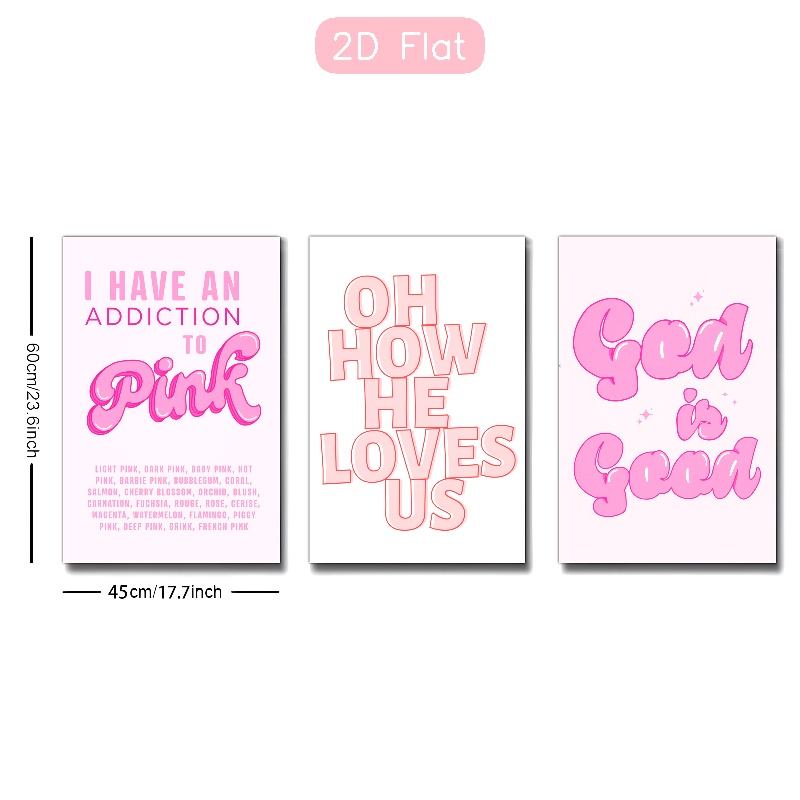 2D Flat
60cm/23.6inch
I HAVE AN
ADDICTION
TO
Pink
LIGHT PINK, DARK PINK, BABY PINK, HOT
PINK, BARBIE PINK, BUBBLEGUM, CORAL,
SALMON, CHERRY BLOSSOM, ORCHID, BLUSH,
CARNATION, FUCHSIA, ROUGE, ROSE, CERISE,
MAGENTA, WATERMELON, FLAMINGO, PIGGY
PINK, DEEP PINK, BRINK, FRENCH PINK
45cm/17.7inch
OH
HOW
HE
LOVES
US
God
is
Good